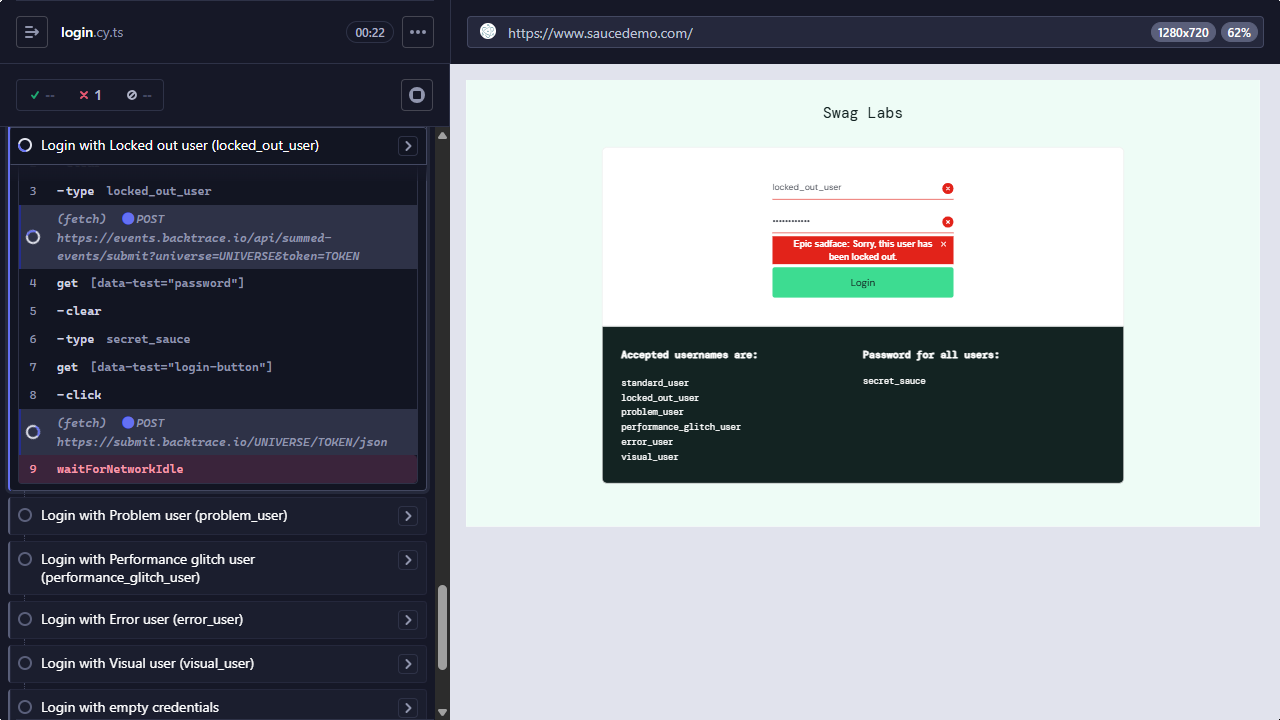 login.cy.ts
00:22
--
1
--
Login with Locked out user (locked_out_user)
3 -type locked_out_user
(fetch) POST
https://events.backtrace.io/api/summed-
events/submit?universe=UNIVERSE&token=TOKEN
4 get [data-test="password"]
5 -clear
6 -type secret_sauce
7 get [data-test="login-button"]
8 -click
(fetch) POST
https://submit.backtrace.io/UNIVERSE/TOKEN/json
9 waitForNetworkIdle
Login with Problem user (problem_user)
Login with Performance glitch user
(performance_glitch_user)
Login with Error user (error_user)
Login with Visual user (visual_user)
Login with empty credentials
https://www.saucedemo.com/
1280x720
62%
Swag Labs
locked_out_user
••••••••••••
Epic sadface: Sorry, this user has
been locked out.
Login
Accepted usernames are:
standard_user
locked_out_user
problem_user
performance_glitch_user
error_user
visual_user
Password for all users:
secret_sauce